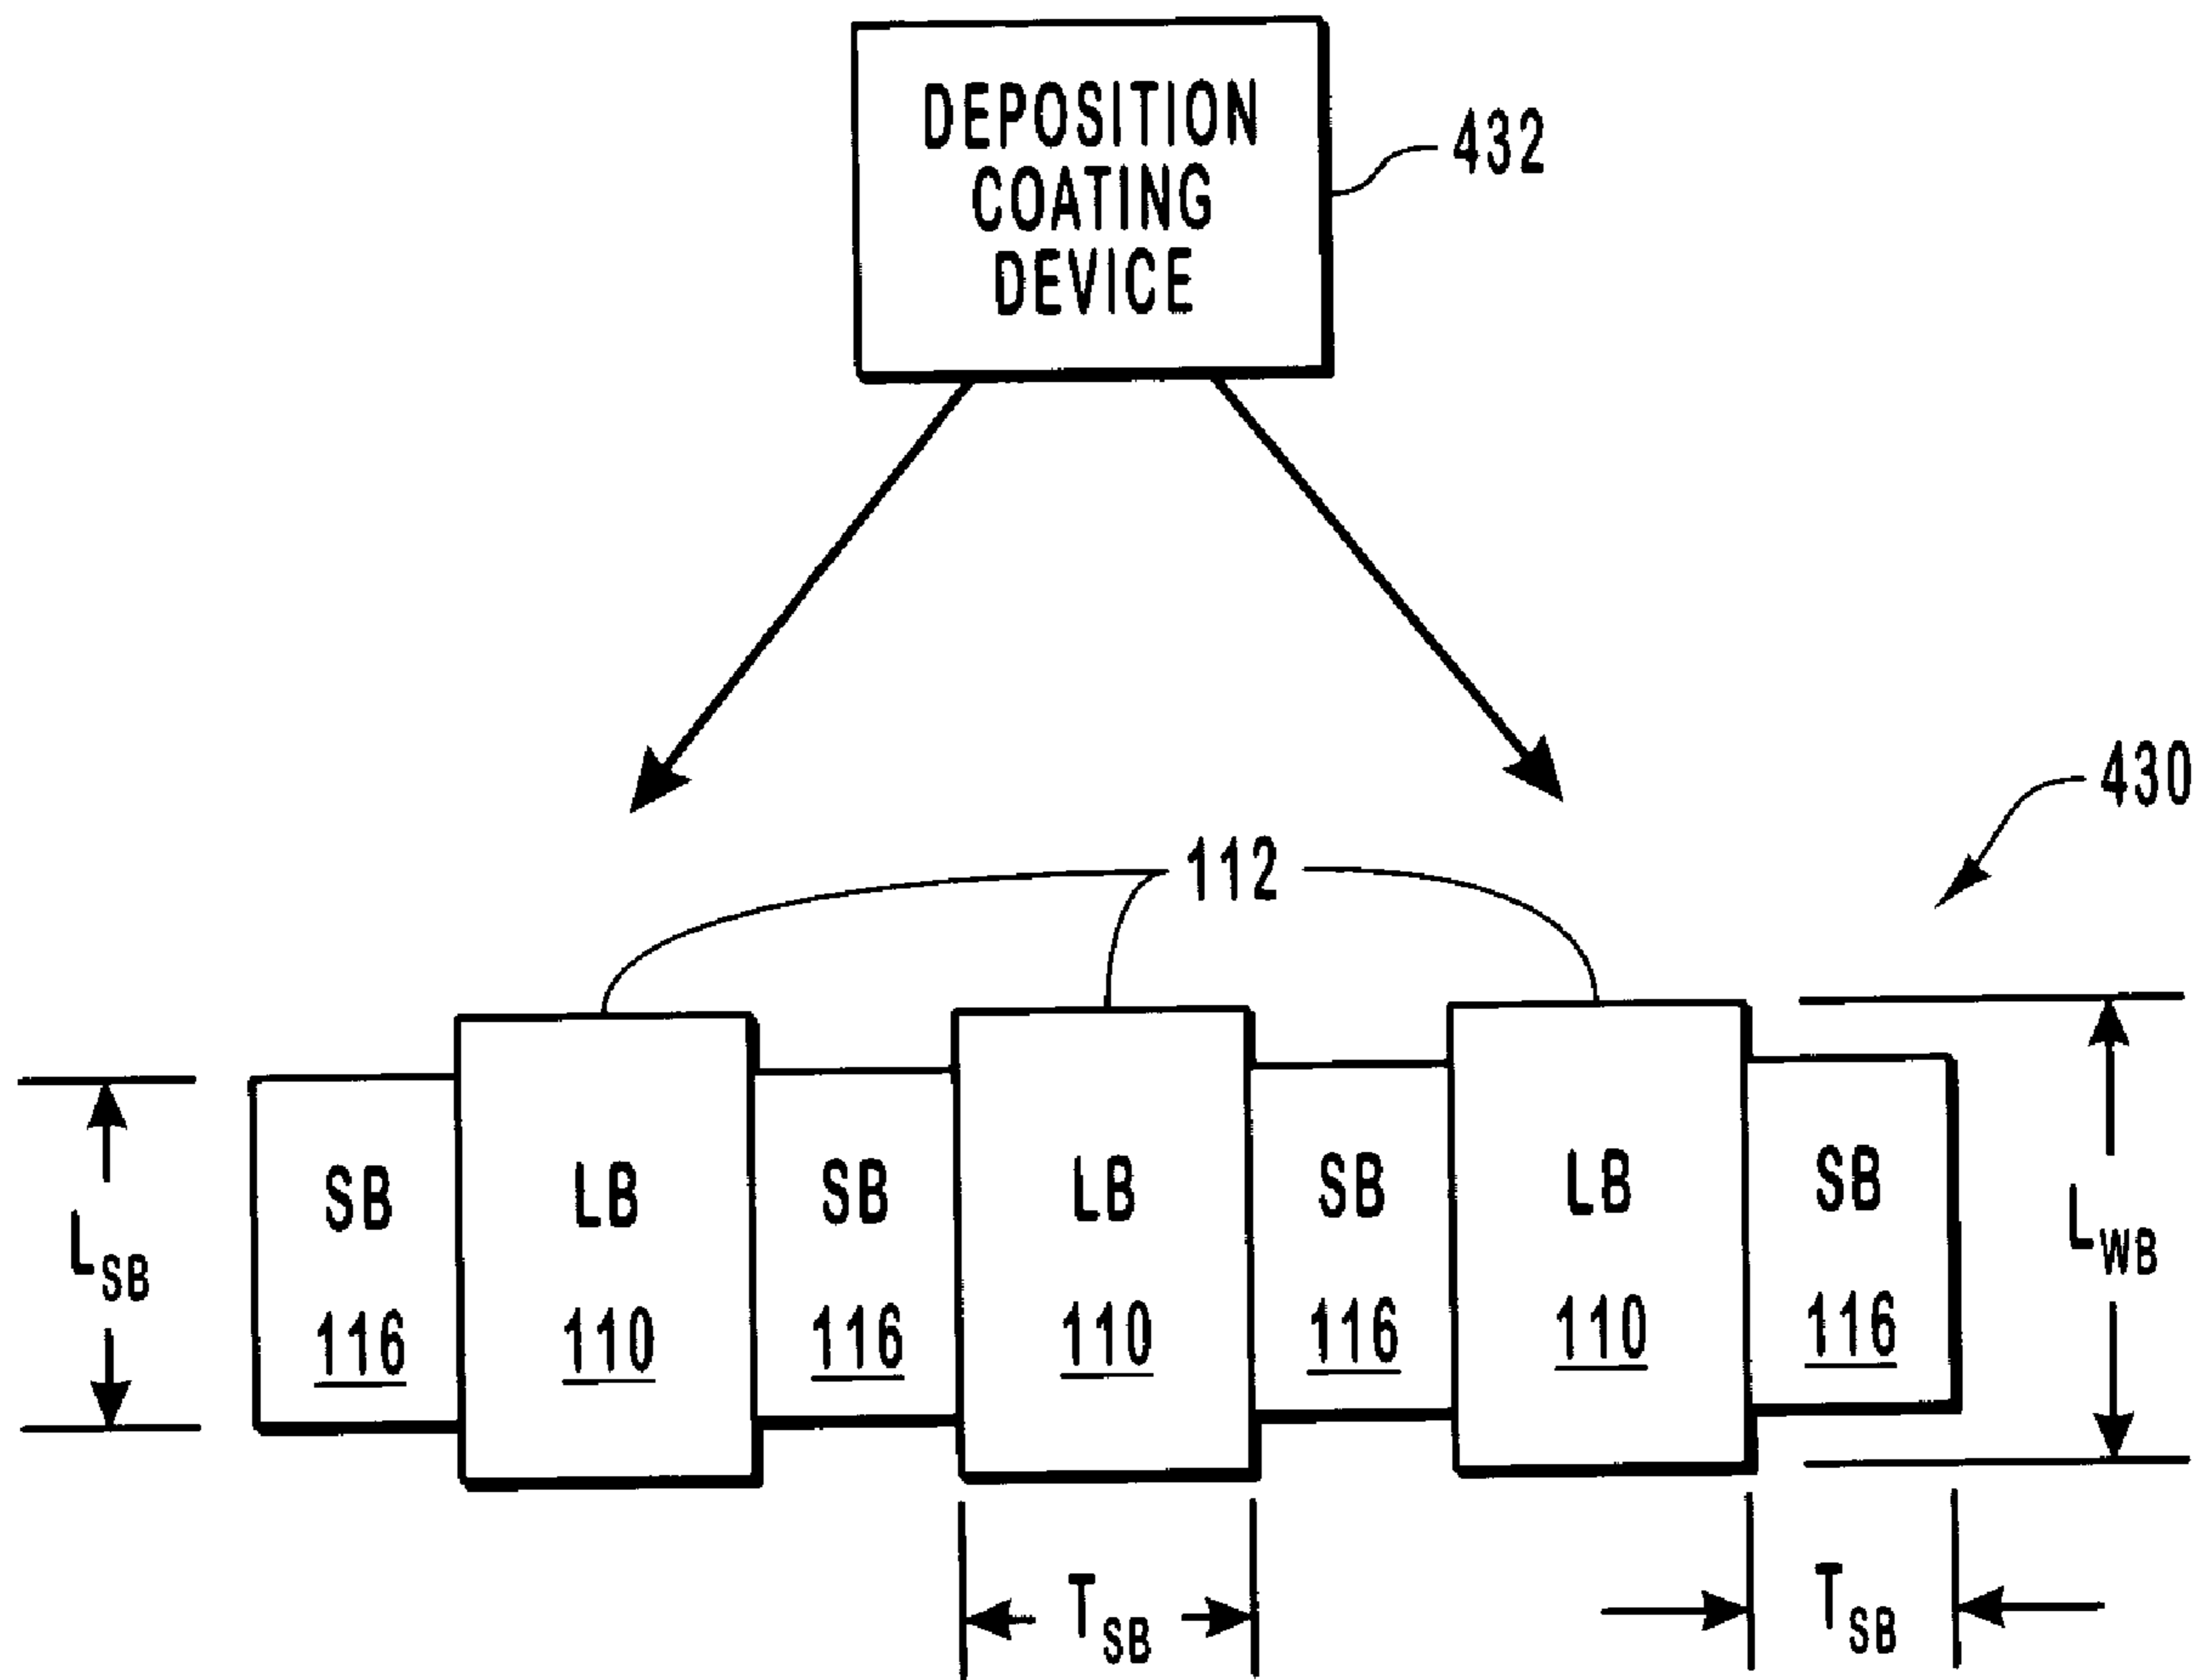 DEPOSITION
COATING
DEVICE
432
430
112
SB
LB
SB
LB
SB
LB
SB
LSB
LWB
116
110
116
110
116
110
116
TSB
TSB